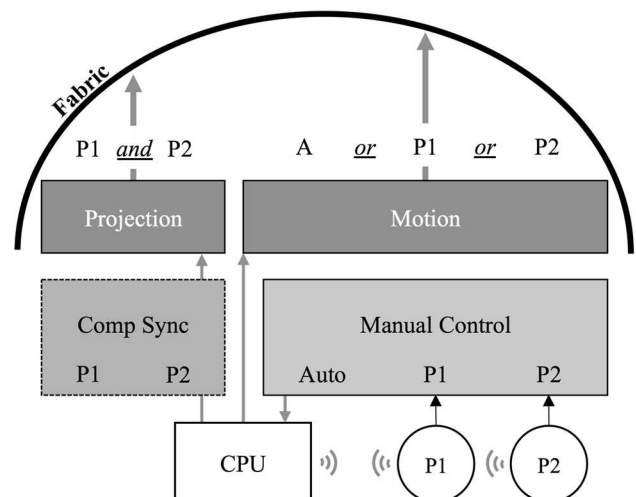 Fabric
P1 and P2
A or P1 or P2
Projection
Motion
Comp Sync
P1 P2
Manual Control
Auto P1 P2
CPU
P1
P2